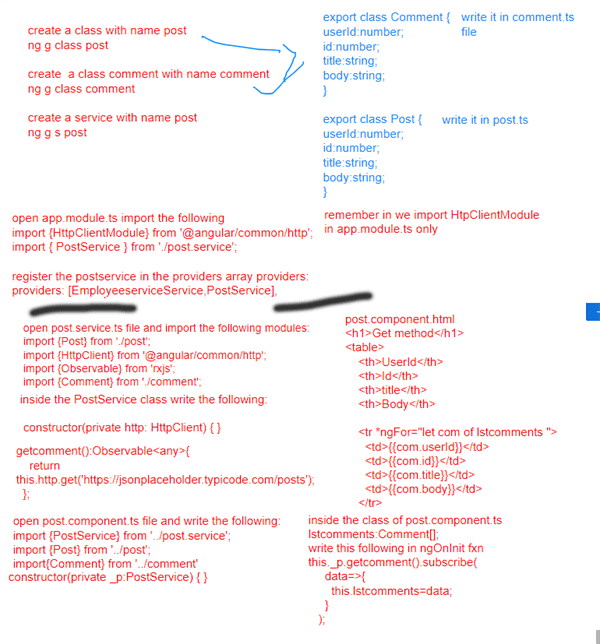 create a class with name post
ng g class post
create  a class comment with name comment
ng g class comment
create a service with name post
ng g s post
export class Comment {   write it in comment.ts
userId:number;   file
id:number;
title:string;
body:string;
}
export class Post {   write it in post.ts
userId:number;
id:number;
title:string;
body:string;
}
open app.module.ts import the following
import {HttpClientModule} from '@angular/common/http';
import { PostService } from './post.service';
remember in we import HtpClientModule
in app.module.ts only
register the postservice in the providers array providers:
providers: [EmployeeserviceService,PostService],
open post.service.ts file and import the following modules:
import {Post} from './post';
import {HttpClient} from '@angular/common/http';
import {Observable} from 'rxjs';
import {Comment} from './comment';
inside the PostService class write the following:
constructor(private http: HttpClient) { }
getcomment():Observable<any>{
return
this.http.get('https://jsonplaceholder.typicode.com/posts');
};
post.component.html
<h1>Get method</h1>
<table>
<th>UserId</th>
<th>Id</th>
<th>title</th>
<th>Body</th>
<tr *ngFor="let com of lstcomments ">
<td>{{com.userId}}</td>
<td>{{com.id}}</td>
<td>{{com.title}}</td>
<td>{{com.body}}</td>
</tr>
open post.component.ts file and write the following:
import {PostService} from '../post.service';
import {Post} from '../post';
import{Comment} from '../comment'
constructor(private _p:PostService) { }
inside the class of post.component.ts
lstcomments:Comment[];
write this following in ngOnInit fxn
this._p.getcomment().subscribe(
data=>{
this.lstcomments=data;
}
);